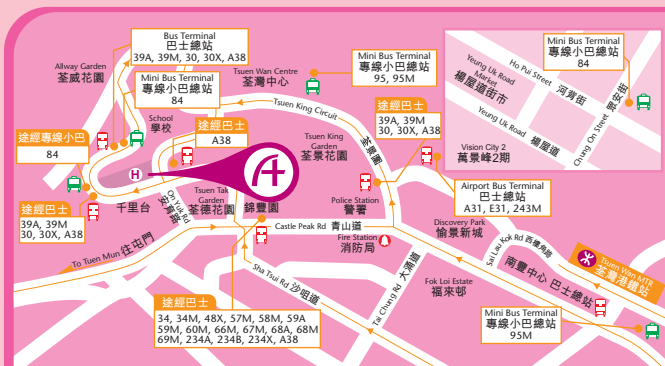 Bus Terminal
巴士總站
39A, 39M, 30, 30X, A38
Allway Garden
荃威花園
Mini Bus Terminal
專線小巴總站
84
School
學校
途經專線小巴
84
途經巴士
A38
Tsuen Wan Centre
荃灣中心
Mini Bus Terminal
專線小巴總站
95, 95M
Tsuen King Circuit
荃景圍
Tsuen King
Garden
荃景花園
途經巴士
39A, 39M
30, 30X, A38
Mini Bus Terminal
專線小巴總站
84
Yeung Uk Road
Market
楊屋道街市
Ho Pui Street
河背街
Yeung Uk Road
楊屋道
Chung On Street
眾安街
Vision City 2
萬景峰2期
H
千里台
On Yuk Rd
安育路
Tsuen Tak
Garden
荃德花園
錦豐園
途經巴士
39A, 39M
30, 30X, A38
Police Station
警署
Airport Bus Terminal
巴士總站
A31, E31, 243M
Castle Peak Rd 青山道
Fire Station
消防局
Discovery Park
愉景新城
To Tuen Mun 往屯門
Sha Tsui Rd 沙咀道
Tai Chung Rd 大涌道
Fok Loi Estate
福來邨
Sai Lau Kok Rd 西樓角路
Tsuen Wan MTR
荃灣港鐵站
南豐中心 巴士總站
途經巴士
34, 34M, 48X, 57M, 58M, 59A
59M, 60M, 66M, 67M, 68A, 68M
69M, 234A, 234B, 234X, A38
Mini Bus Terminal
專線小巴總站
95M